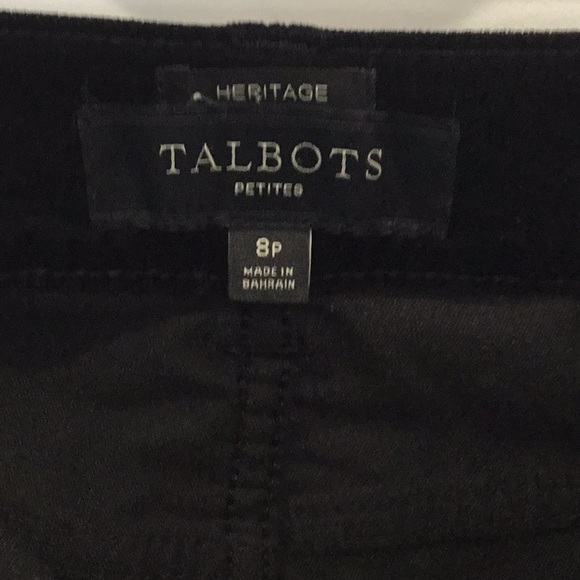 HERITAGE
TALBOTS
PETITES
8P
MADE IN
BAHRAIN